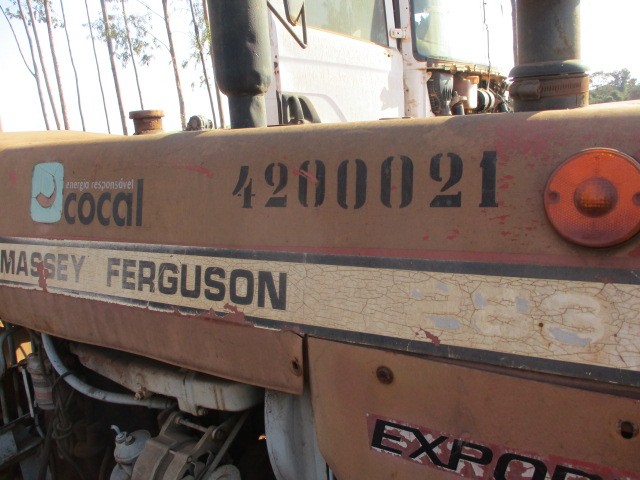 energia responsável
cocal
4200021
MASSEY FERGUSON 283
EXPOR